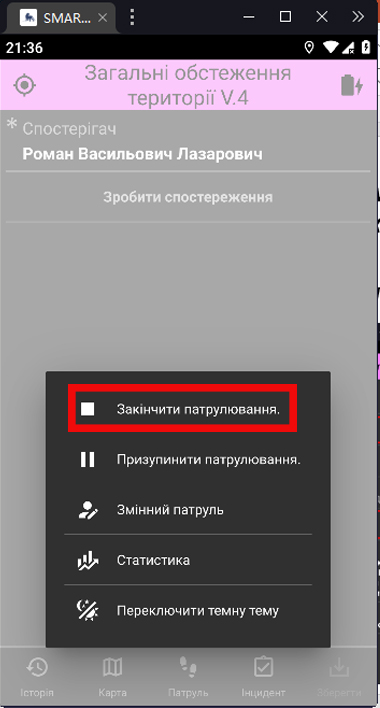 SMAR...
21:36
Загальні обстеження
території V.4
* Спостерігач
Роман Васильович Лазарович
Зробити спостереження
Закінчити патрулювання.
Призупинити патрулювання.
Змінний патруль
Статистика
Переключити темну тему
Історія
Карта
Патруль
Інцидент
Зберегти